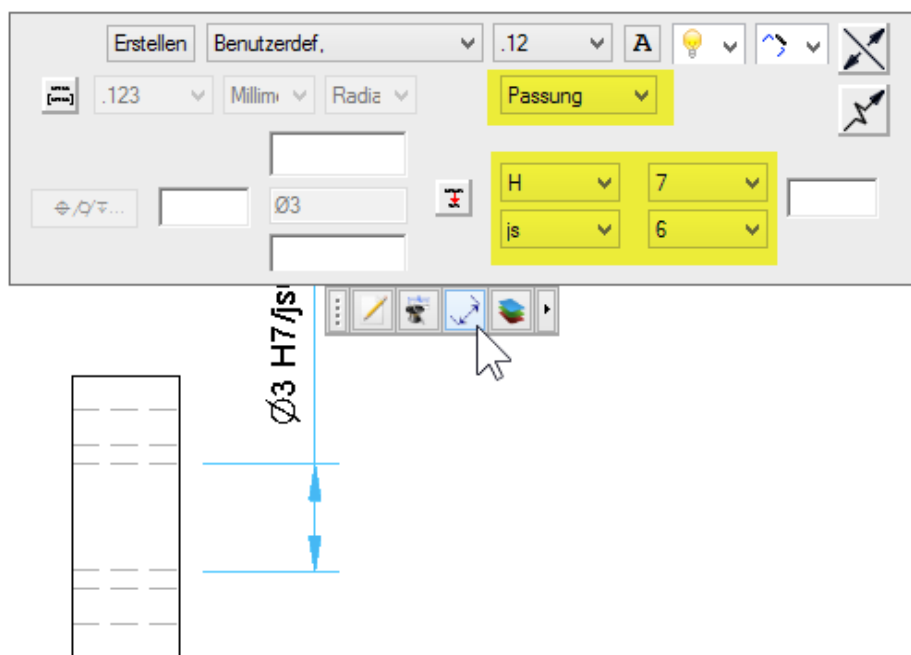 Erstellen Benutzerdef, .12 A
.123 Millim Radia Passung
H 7
Ø3
js 6
Ø3 H7/js